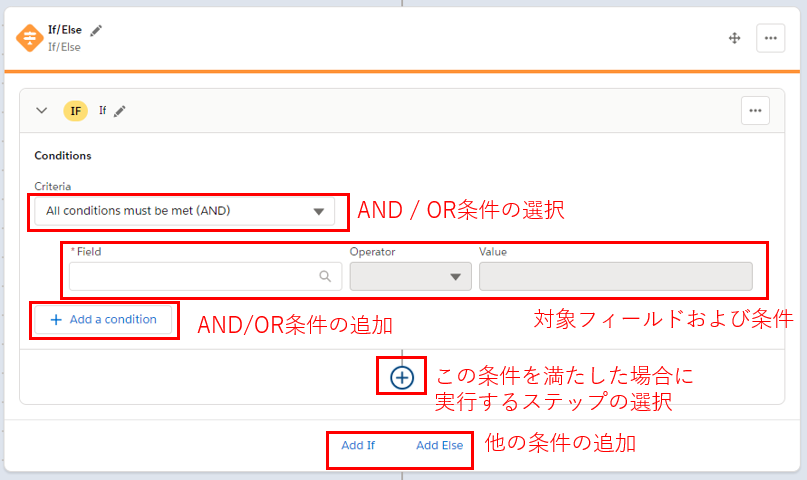 If/Else
If/Else
IF If
Conditions
Criteria
All conditions must be met (AND)
AND / OR条件の選択
*Field
Operator
Value
+ Add a condition
AND/OR条件の追加
対象フィールドおよび条件
この条件を満たした場合に
実行するステップの選択
Add If
Add Else
他の条件の追加